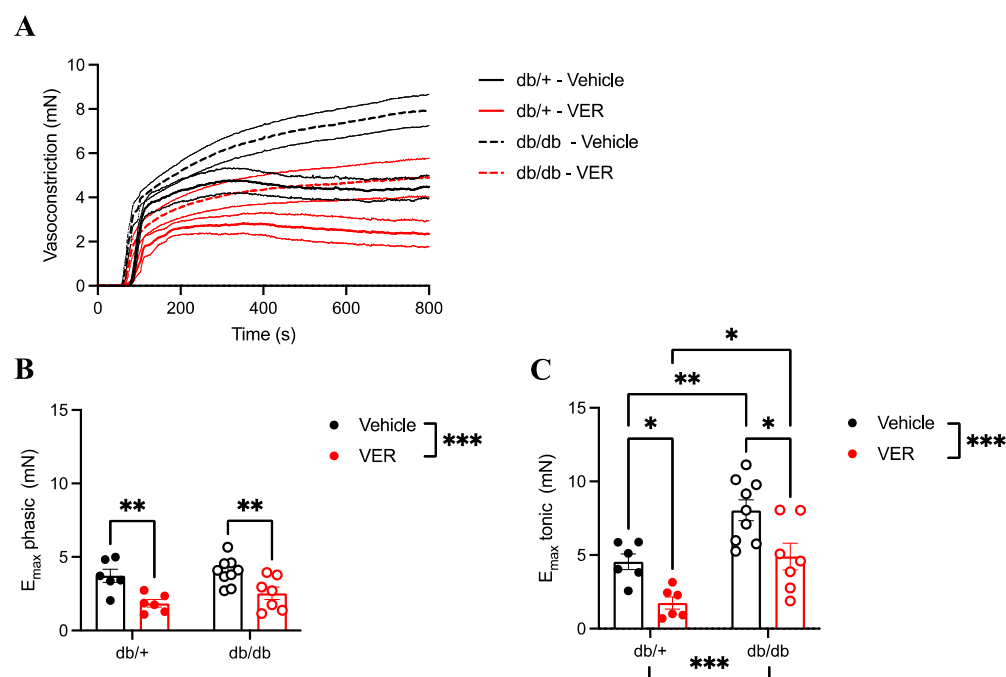 A
Vasoconstriction (mN)
10
8
6
4
2
0
0 200 400 600 800
Time (s)
db/+ - Vehicle
db/+ - VER
db/db - Vehicle
db/db - VER
B
Emax phasic (mN)
15
10
5
0
** **
db/+ db/db
Vehicle
VER
***
C
Emax tonic (mN)
15
10
5
0
*
**
* *
db/+ db/db
***
Vehicle
VER
***